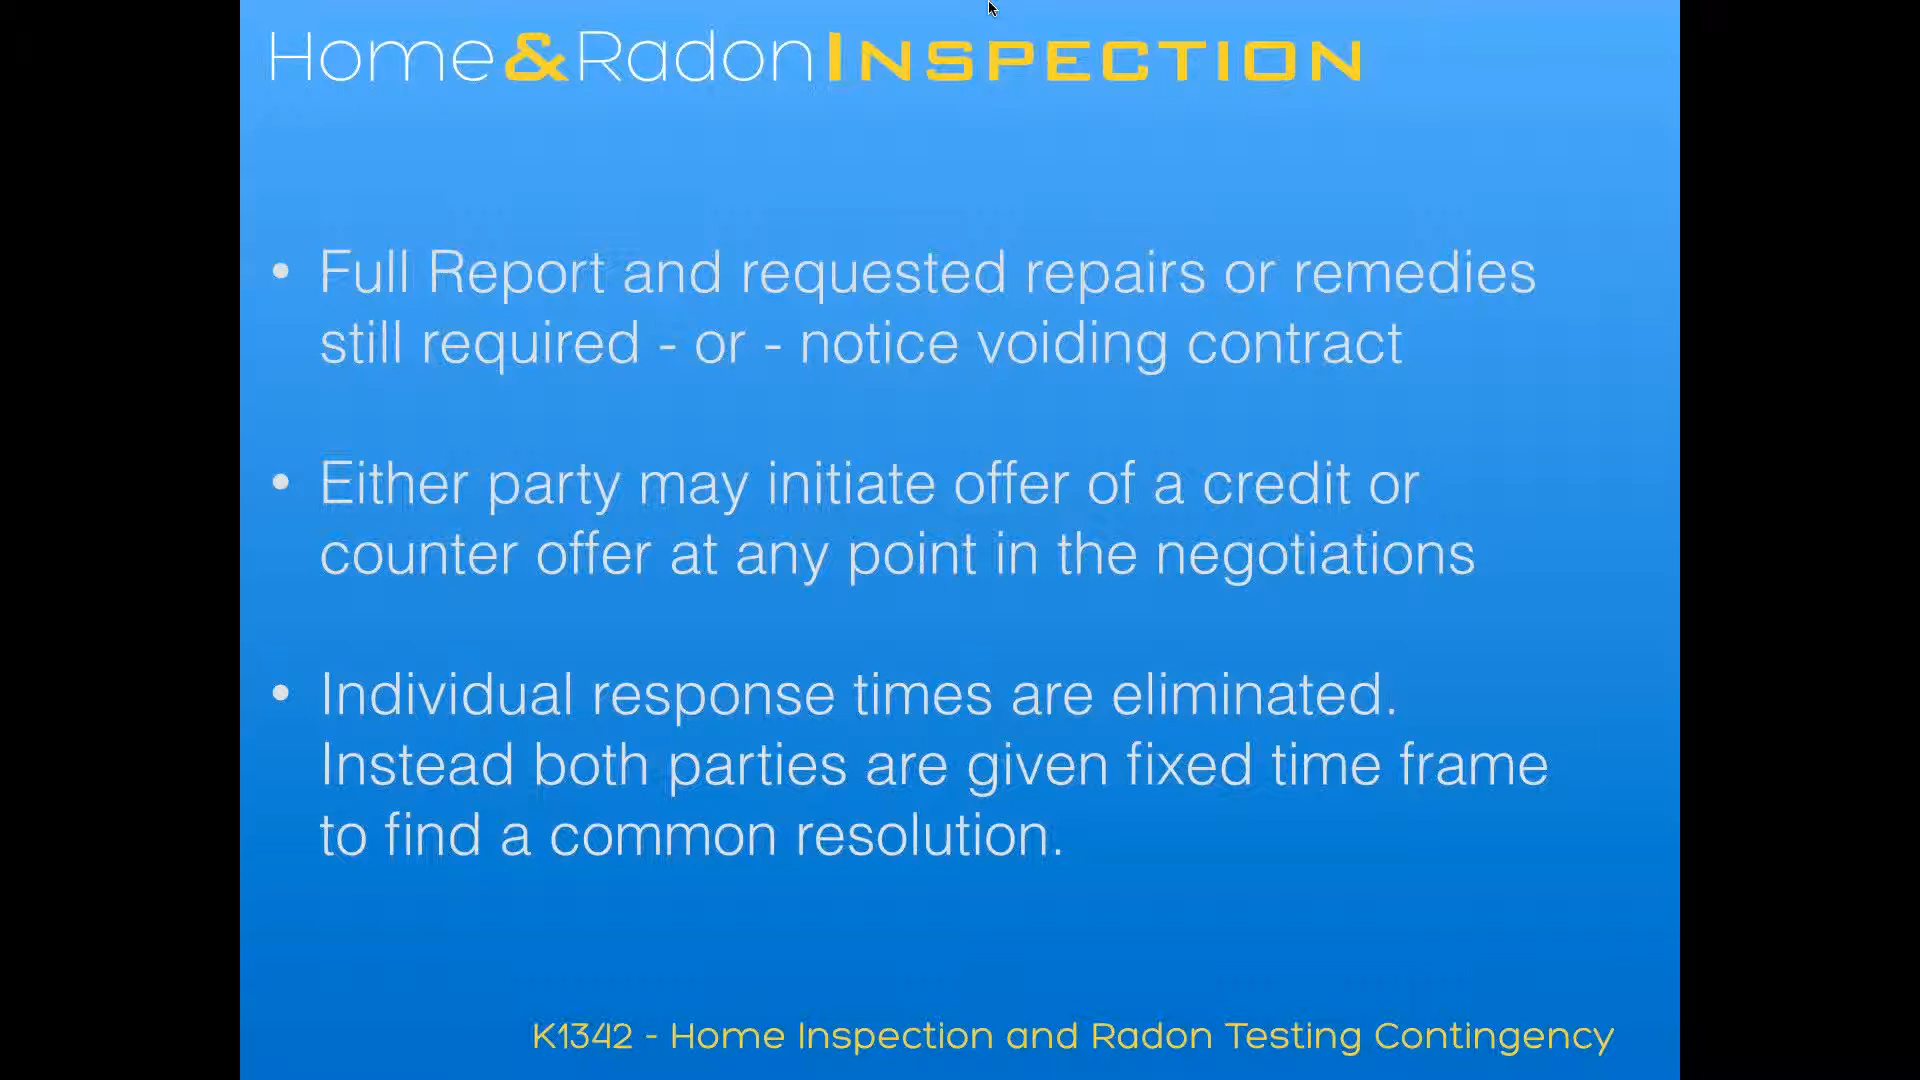 Home&Radon INSPECTION
• Full Report and requested repairs or remedies
still required - or - notice voiding contract
• Either party may initiate offer of a credit or
counter offer at any point in the negotiations
• Individual response times are eliminated.
Instead both parties are given fixed time frame
to find a common resolution.
K1342 - Home Inspection and Radon Testing Contingency